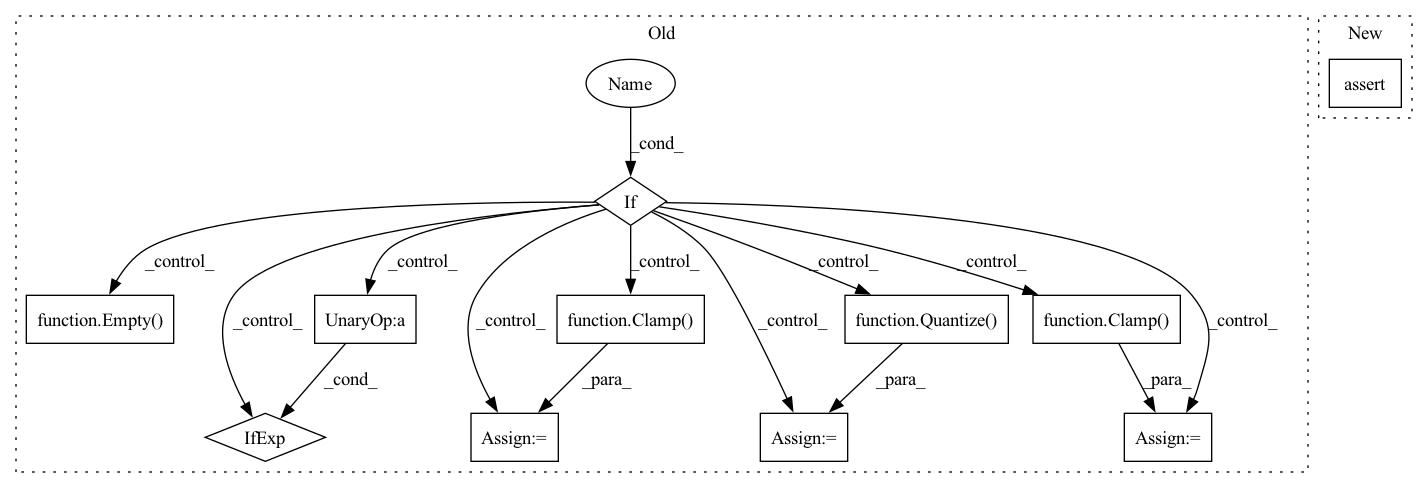 Old
New
Name
assert
_cond_
If
_control_
_control_
_control_
_control_
_control_
_control_
_control_
_control_
_control_
function.Empty()
UnaryOp:a
function.Clamp()
function.Quantize()
function.Clamp()
_cond_
_para_
_para_
_para_
IfExp
Assign:=
Assign:=
Assign:=